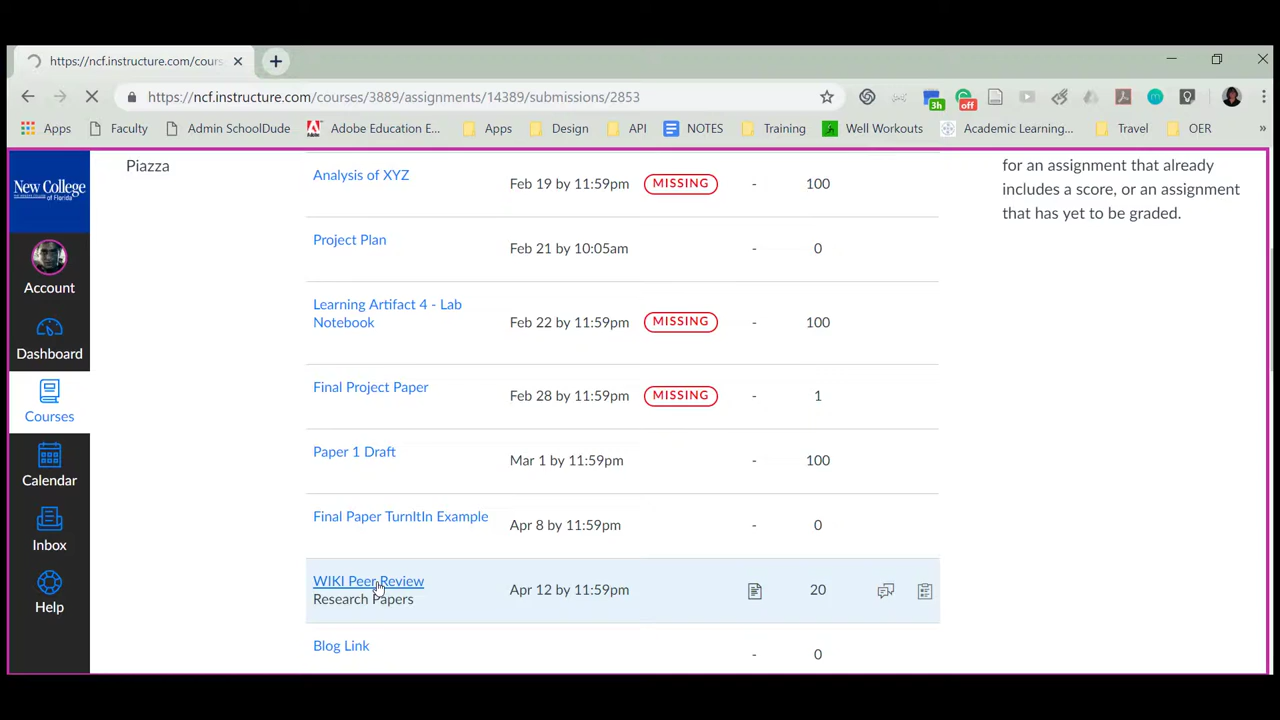 https://ncf.instructure.com/cours
https://ncf.instructure.com/courses/3889/assignments/14389/submissions/2853
3h
off
Apps
Faculty
Admin SchoolDude
Adobe Education E...
Apps
Design
API
NOTES
Training
Well Workouts
Academic Learning...
Travel
OER
»
New College
of Florida
Account
Dashboard
Courses
Calendar
Inbox
Help
Piazza
Analysis of XYZ
Feb 19 by 11:59pm
MISSING
-
100
Project Plan
Feb 21 by 10:05am
-
0
Learning Artifact 4 - Lab
Notebook
Feb 22 by 11:59pm
MISSING
-
100
Final Project Paper
Feb 28 by 11:59pm
MISSING
-
1
Paper 1 Draft
Mar 1 by 11:59pm
-
100
Final Paper TurnItIn Example
Apr 8 by 11:59pm
-
0
WIKI Peer Review
Research Papers
Apr 12 by 11:59pm
20
Blog Link
-
0
for an assignment that already
includes a score, or an assignment
that has yet to be graded.